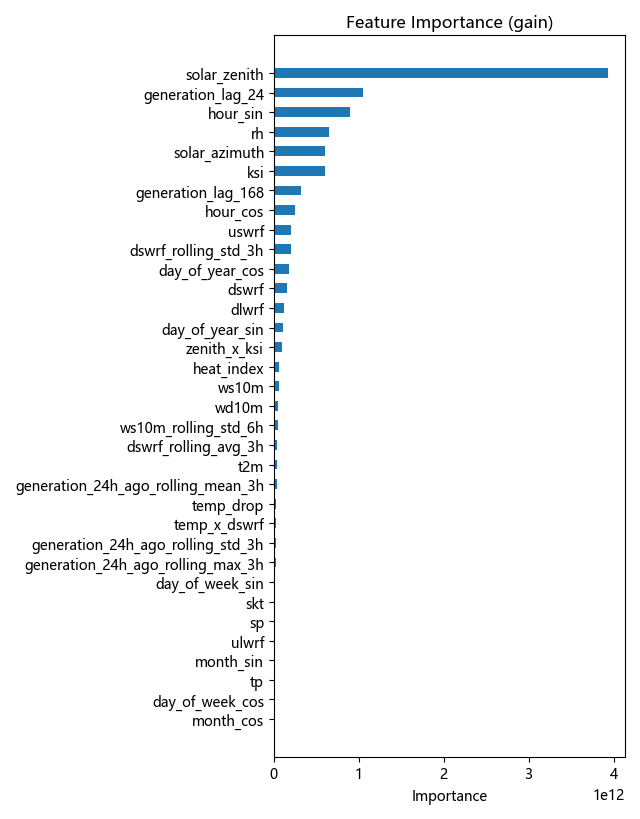 Feature Importance (gain)
solar_zenith
generation_lag_24
hour_sin
rh
solar_azimuth
ksi
generation_lag_168
hour_cos
uswrf
dswrf_rolling_std_3h
day_of_year_cos
dswrf
dlwrf
day_of_year_sin
zenith_x_ksi
heat_index
ws10m
wd10m
ws10m_rolling_std_6h
dswrf_rolling_avg_3h
t2m
generation_24h_ago_rolling_mean_3h
temp_drop
temp_x_dswrf
generation_24h_ago_rolling_std_3h
generation_24h_ago_rolling_max_3h
day_of_week_sin
skt
sp
ulwrf
month_sin
tp
day_of_week_cos
month_cos
0 1 2 3 4
Importance 1e12